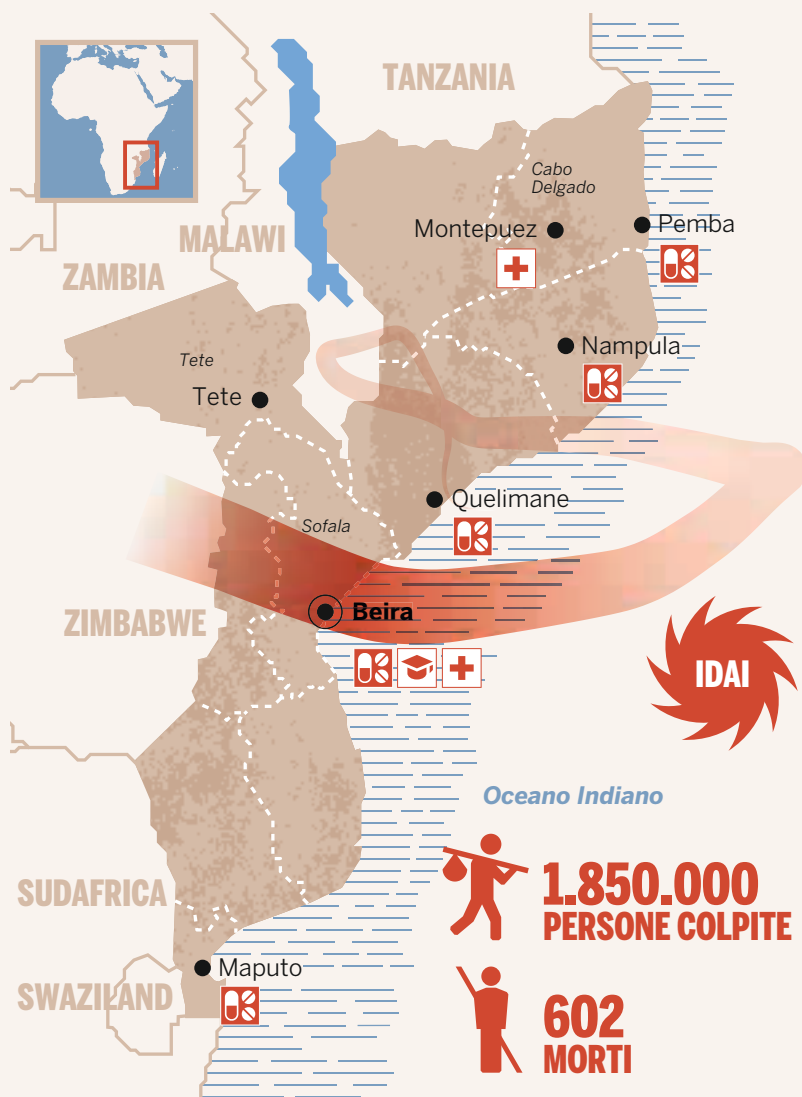 TANZANIA
Cabo
Delgado
Montepuez
Pemba
MALAWI
ZAMBIA
Nampula
Tete
Tete
Quelimane
Sofala
Beira
ZIMBABWE
IDAI
Oceano Indiano
1.850.000
PERSONE COLPITE
SUDAFRICA
Maputo
SWAZILAND
602
MORTI